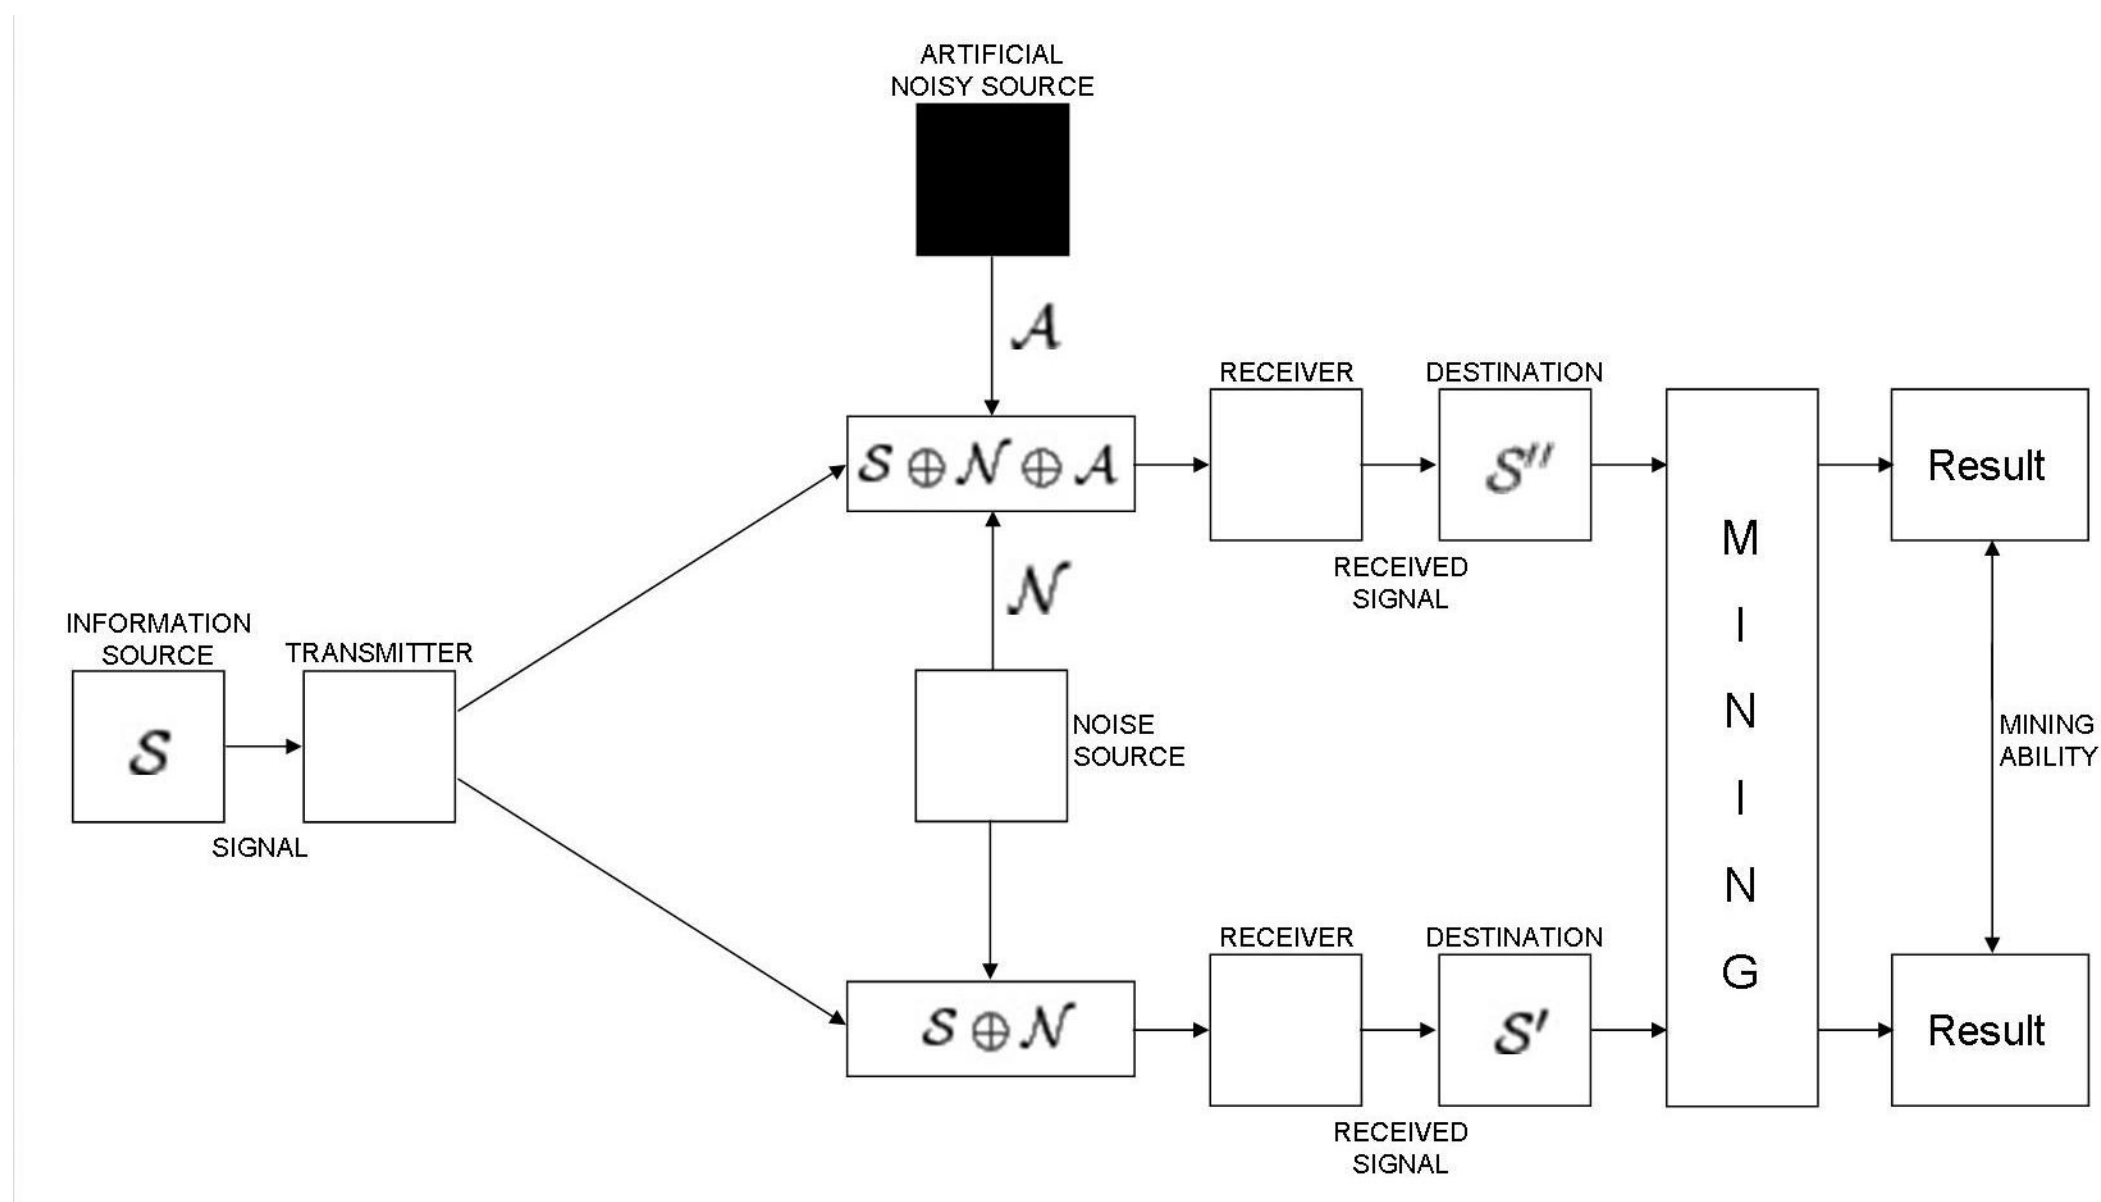 ARTIFICIAL
NOISY SOURCE
𝒜
RECEIVER
DESTINATION
𝒮 ⊕ 𝒩 ⊕ 𝒜
𝒮″
Result
RECEIVED
SIGNAL
𝒩
INFORMATION
SOURCE
TRANSMITTER
𝒮
SIGNAL
NOISE
SOURCE
M
I
N
I
N
G
MINING
ABILITY
RECEIVER
DESTINATION
𝒮 ⊕ 𝒩
𝒮′
Result
RECEIVED
SIGNAL